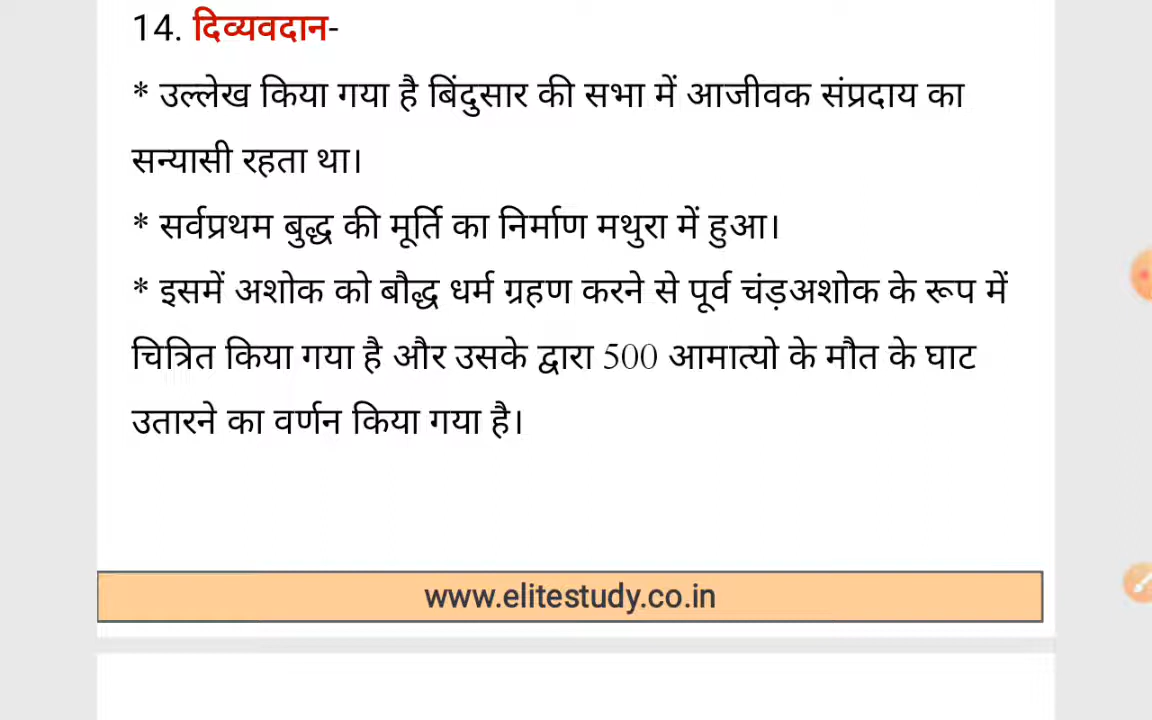 14. दिव्यवदान-
* उल्लेख किया गया है बिंदुसार की सभा में आजीवक संप्रदाय का
सन्यासी रहता था।
* सर्वप्रथम बुद्ध की मूर्ति का निर्माण मथुरा में हुआ।
* इसमें अशोक को बौद्ध धर्म ग्रहण करने से पूर्व चंड़अशोक के रूप में
चित्रित किया गया है और उसके द्वारा 500 आमात्यो के मौत के घाट
उतारने का वर्णन किया गया है।
www.elitestudy.co.in